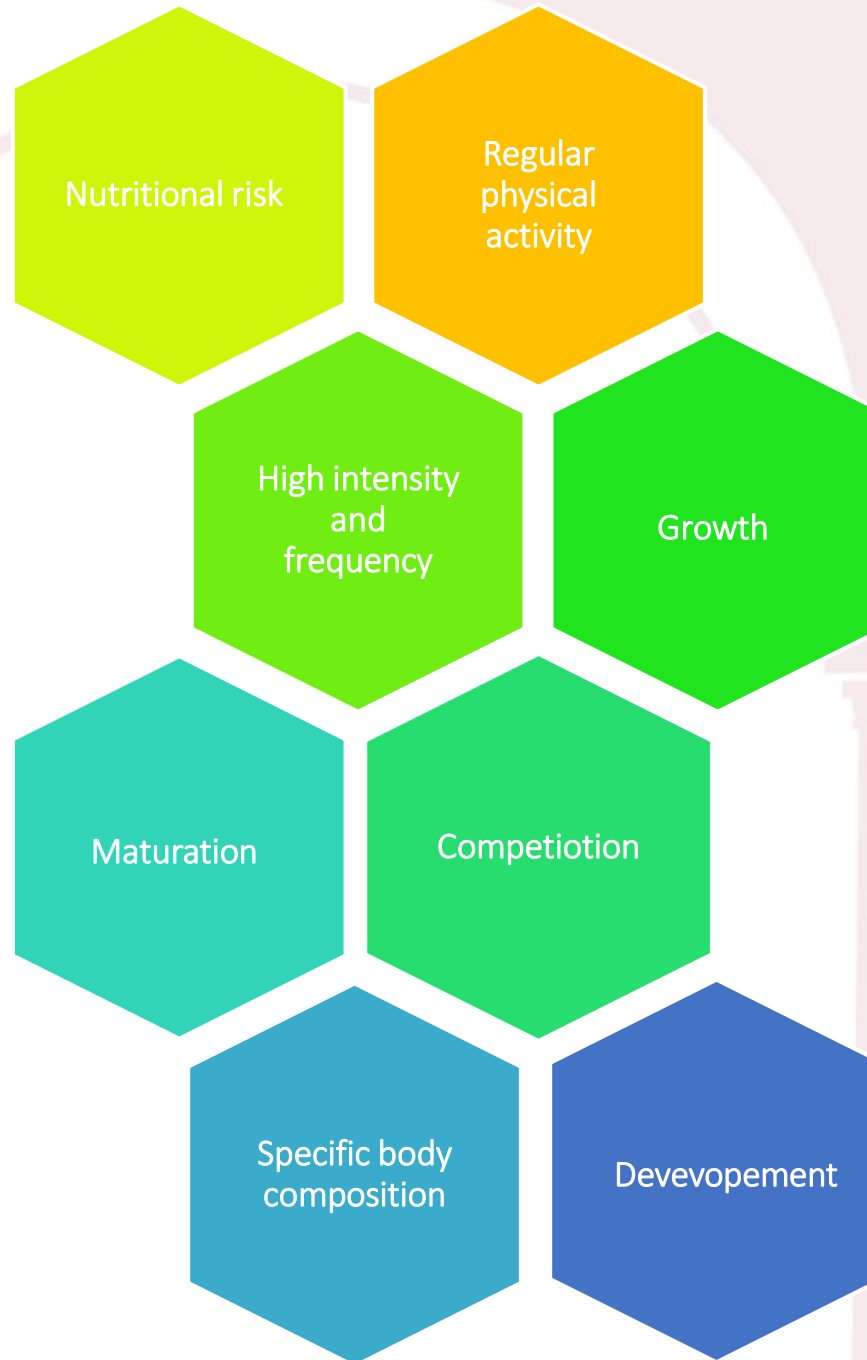 Nutritional risk
Regular
physical
activity
High intensity
and
frequency
Growth
Maturation
Competiotion
Specific body
composition
Devevopement